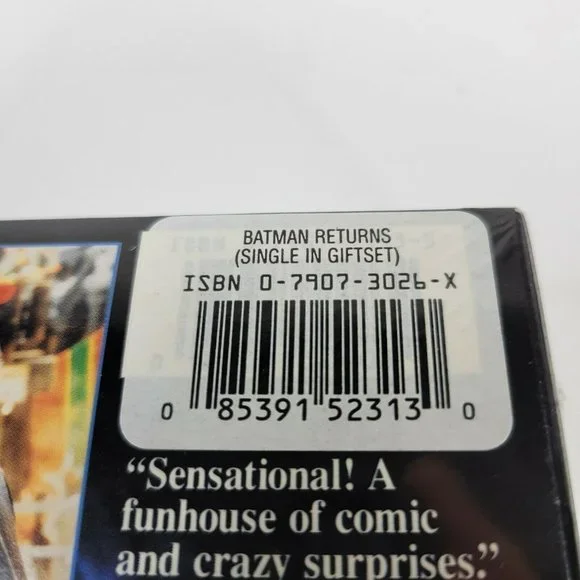 BATMAN RETURNS
(SINGLE IN GIFTSET)
ISBN 0-7907-3026-X
0 85391 52313 0
“Sensational! A
funhouse of comic
and crazy surprises.”